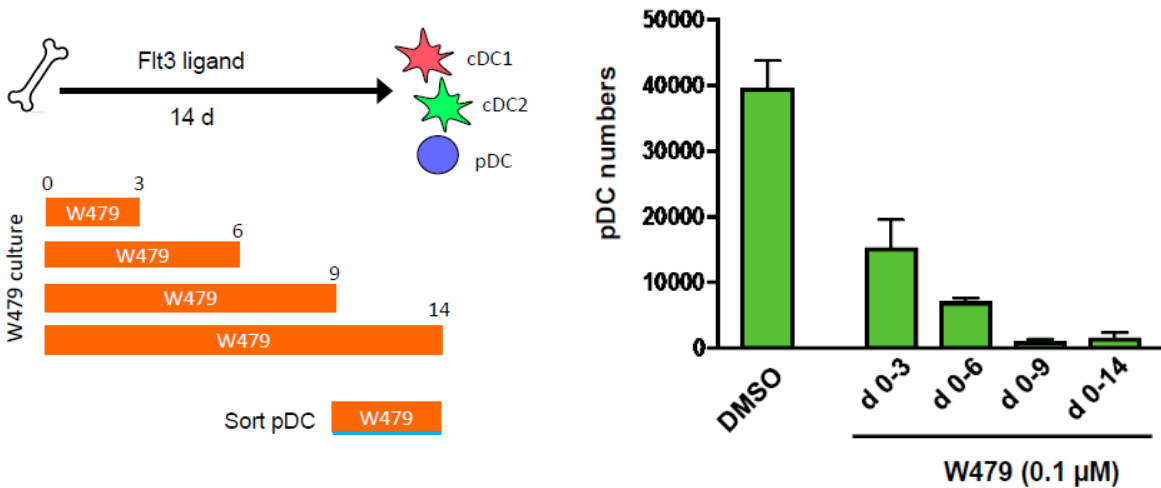 Flt3 ligand
14 d
cDC1
cDC2
pDC
W479 culture
0 3
W479
6
W479
9
W479
14
W479
Sort pDC W479
pDC numbers
50000
40000
30000
20000
10000
0
DMSO
d 0-3
d 0-6
d 0-9
d 0-14
W479 (0.1 μM)